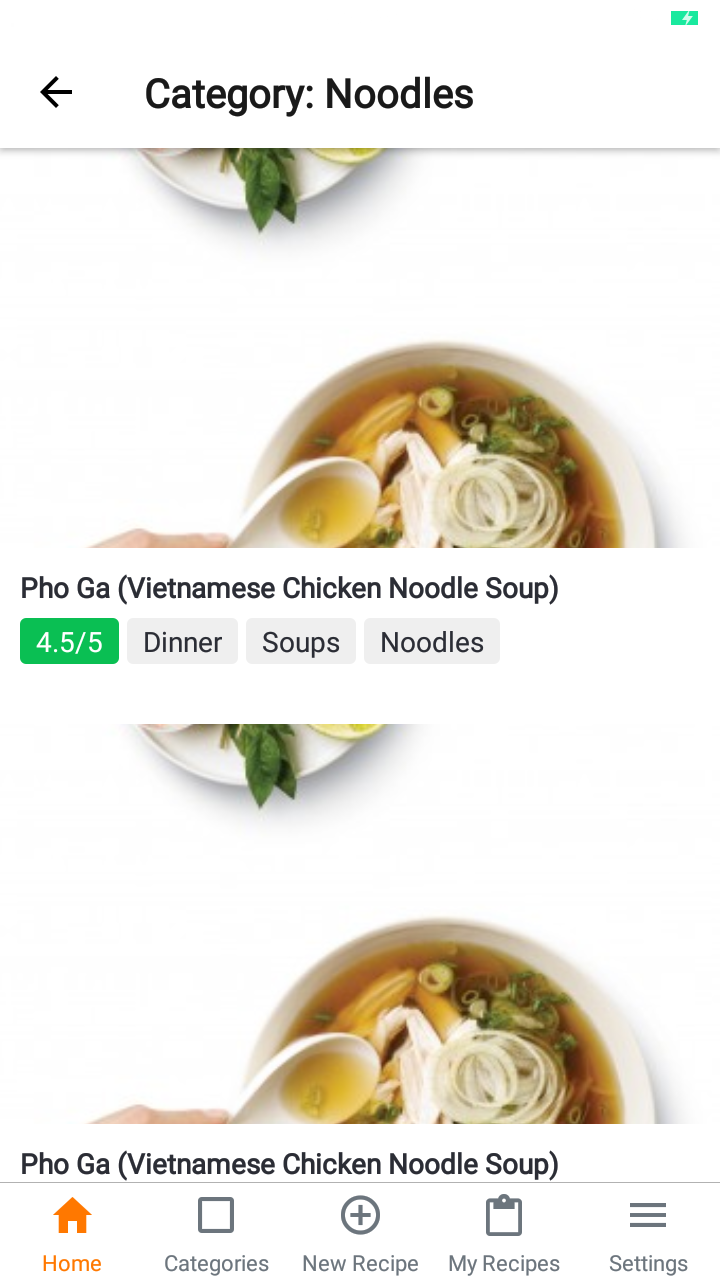 Category: Noodles
Pho Ga (Vietnamese Chicken Noodle Soup)
4.5/5 Dinner Soups Noodles
Pho Ga (Vietnamese Chicken Noodle Soup)
Home Categories New Recipe My Recipes Settings